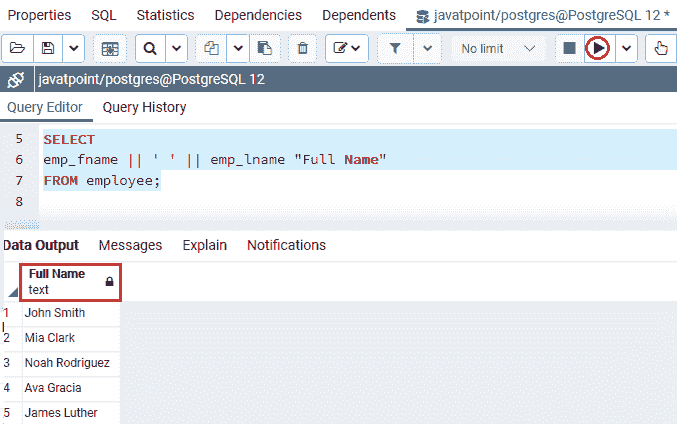 Properties SQL Statistics Dependencies Dependents javatpoint/postgres@PostgreSQL 12 *
No limit
javatpoint/postgres@PostgreSQL 12
Query Editor Query History
5 SELECT
6 emp_fname || ' ' || emp_lname "Full Name"
7 FROM employee;
8
Data Output Messages Explain Notifications
Full Name
text
1 John Smith
2 Mia Clark
3 Noah Rodriguez
4 Ava Gracia
5 James Luther